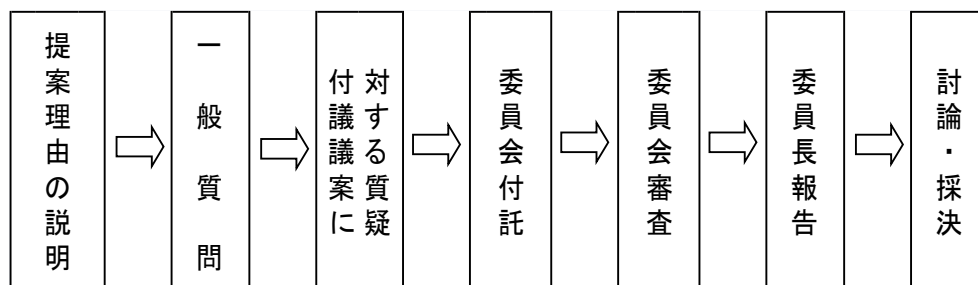 提案理由の説明
一般質問
付議議案に
対する質疑
委員会付託
委員会審査
委員長報告
討論・採決